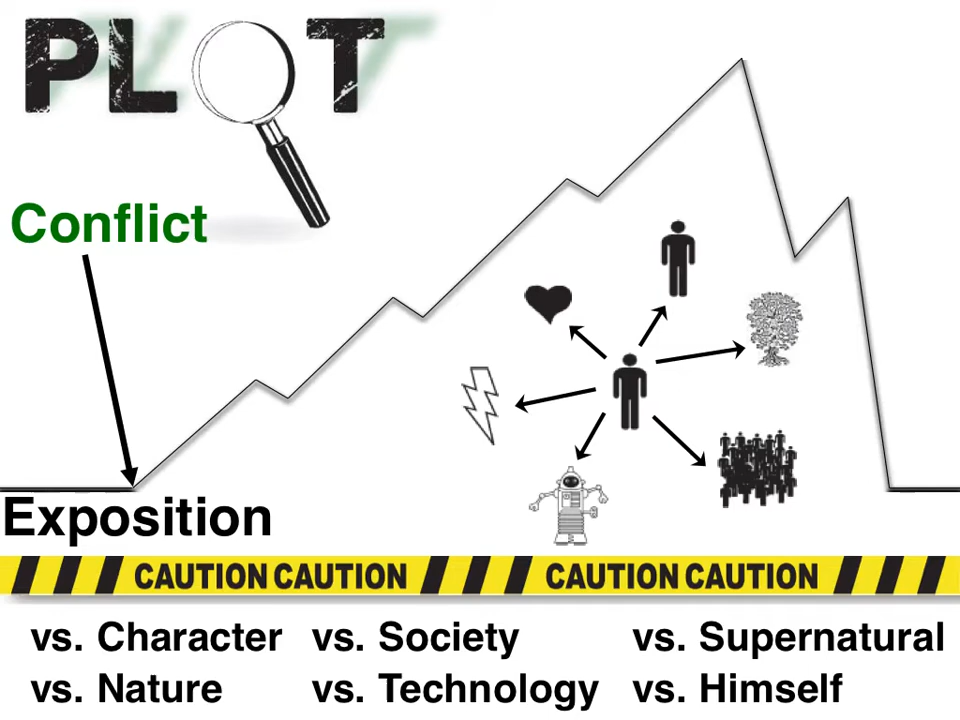 PLOT
Conflict
Exposition
CAUTION CAUTION CAUTION CAUTION
vs. Character vs. Society vs. Supernatural
vs. Nature vs. Technology vs. Himself